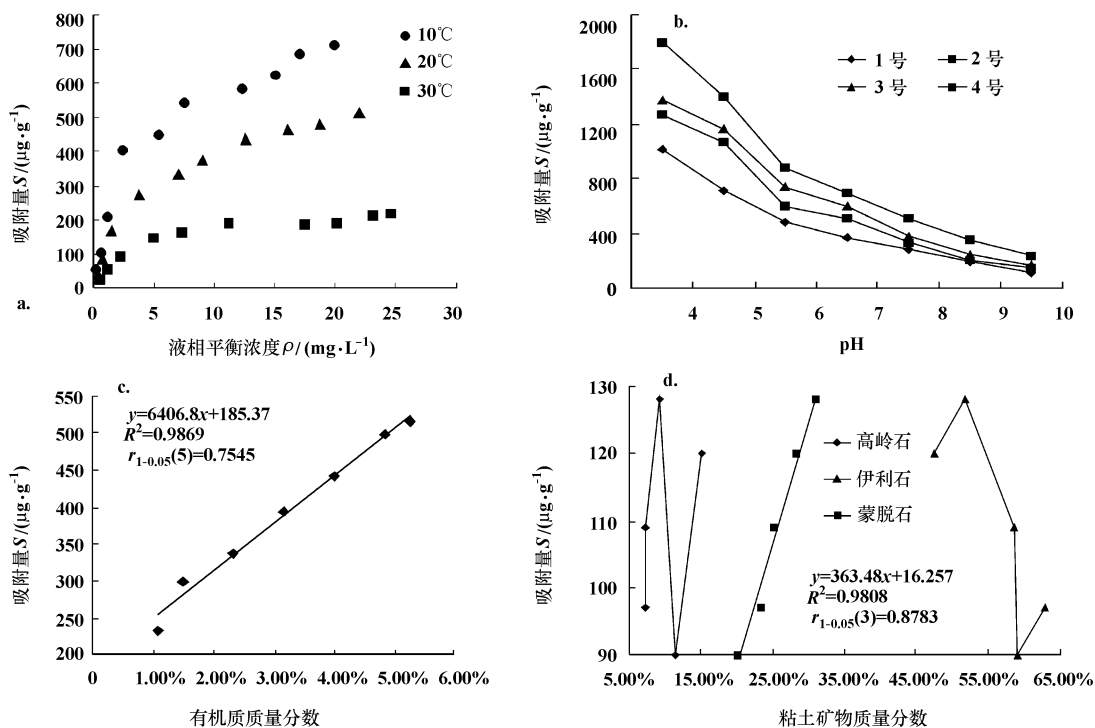 a.
800
700
600
500
400
300
200
100
0
吸附量S/(μg·g⁻¹)
10℃
20℃
30℃
0 5 10 15 20 25 30
液相平衡浓度ρ/(mg·L⁻¹)
b.
2000
1600
1200
800
400
0
吸附量S/(μg·g⁻¹)
1号 2号
3号 4号
4 5 6 7 8 9 10
pH
c.
550
500
450
400
350
300
250
200
吸附量S/(μg·g⁻¹)
y=6406.8x+185.37
R²=0.9869
r₁₋₀.₀₅(5)=0.7545
0 1.00% 2.00% 3.00% 4.00% 5.00% 6.00%
有机质质量分数
d.
130
120
110
100
90
吸附量S/(μg·g⁻¹)
高岭石
伊利石
蒙脱石
y=363.48x+16.257
R²=0.9808
r₁₋₀.₀₅(3)=0.8783
5.00% 15.00% 25.00% 35.00% 45.00% 55.00% 65.00%
粘土矿物质量分数